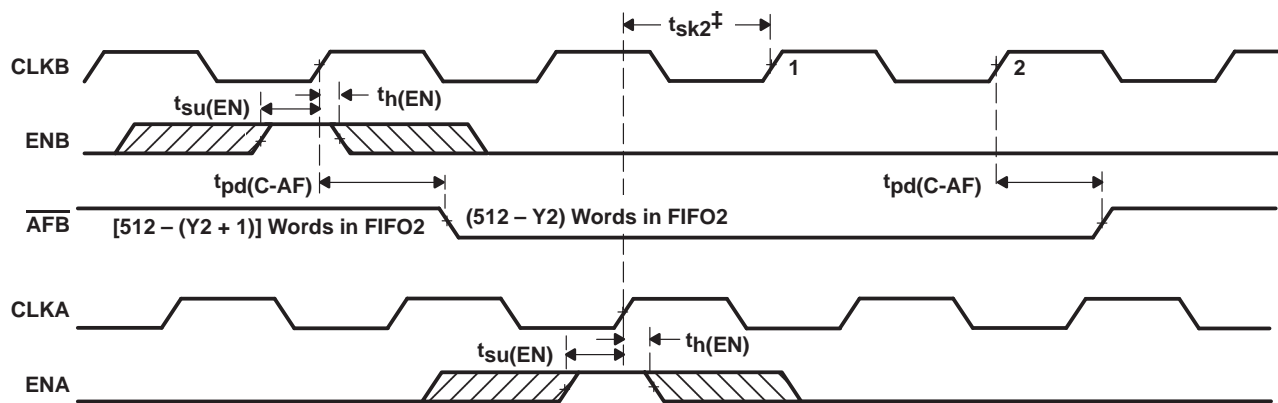 tsk2‡
CLKB
1
2
tsu(EN)
th(EN)
ENB
tpd(C-AF)
tpd(C-AF)
AFB
[512 – (Y2 + 1)] Words in FIFO2
(512 – Y2) Words in FIFO2
CLKA
tsu(EN)
th(EN)
ENA